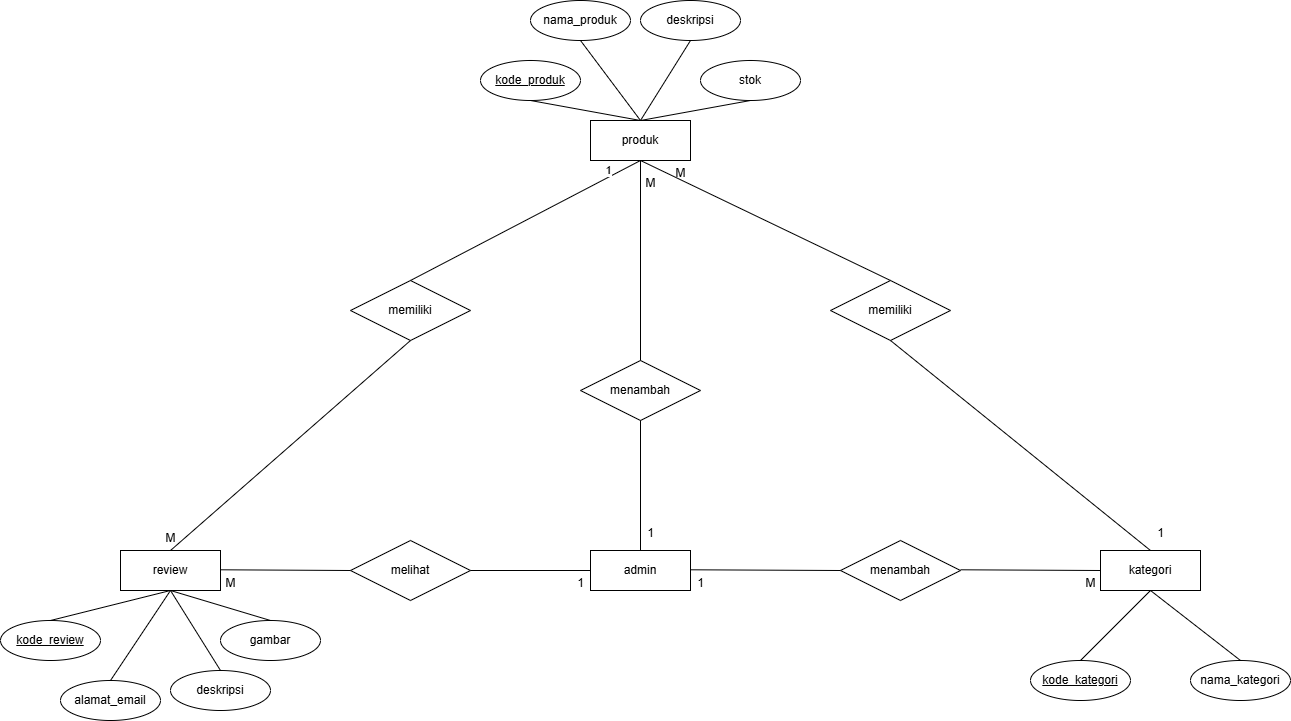 nama_produk
deskripsi
kode_produk
stok
produk
1
M
M
memiliki
memiliki
menambah
M
1
1
review
melihat
admin
menambah
kategori
M
1
1
M
kode_review
gambar
alamat_email
deskripsi
kode_kategori
nama_kategori